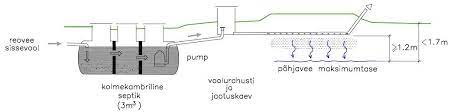 reovee
sissevool
kolmekambriline
septik
(3m³)
pump
voolurahusti
ja
jaotuskaev
põhjavee maksimumtase
≥1.2m
<1.7m